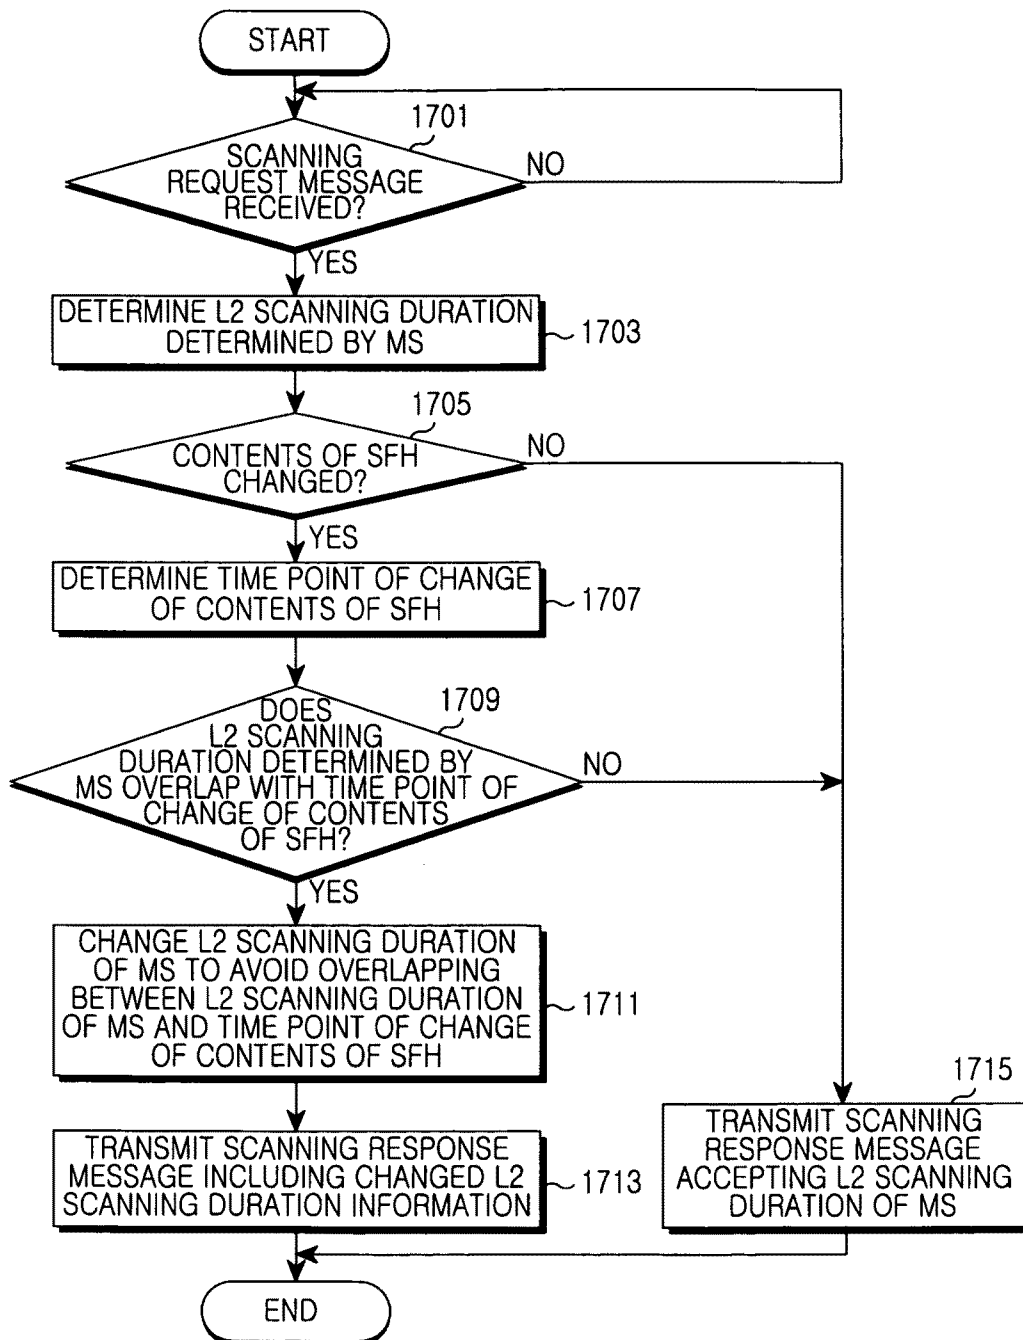 START
1701
SCANNING
REQUEST MESSAGE
RECEIVED?
NO
YES
DETERMINE L2 SCANNING DURATION
DETERMINED BY MS
1703
1705
CONTENTS OF SFH
CHANGED?
NO
YES
DETERMINE TIME POINT OF CHANGE
OF CONTENTS OF SFH
1707
1709
DOES
L2 SCANNING
DURATION DETERMINED BY
MS OVERLAP WITH TIME POINT OF
CHANGE OF CONTENTS
OF SFH?
NO
YES
CHANGE L2 SCANNING DURATION
OF MS TO AVOID OVERLAPPING
BETWEEN L2 SCANNING DURATION
OF MS AND TIME POINT OF CHANGE
OF CONTENTS OF SFH
1711
TRANSMIT SCANNING RESPONSE
MESSAGE INCLUDING CHANGED L2
SCANNING DURATION INFORMATION
1713
1715
TRANSMIT SCANNING
RESPONSE MESSAGE
ACCEPTING L2 SCANNING
DURATION OF MS
END